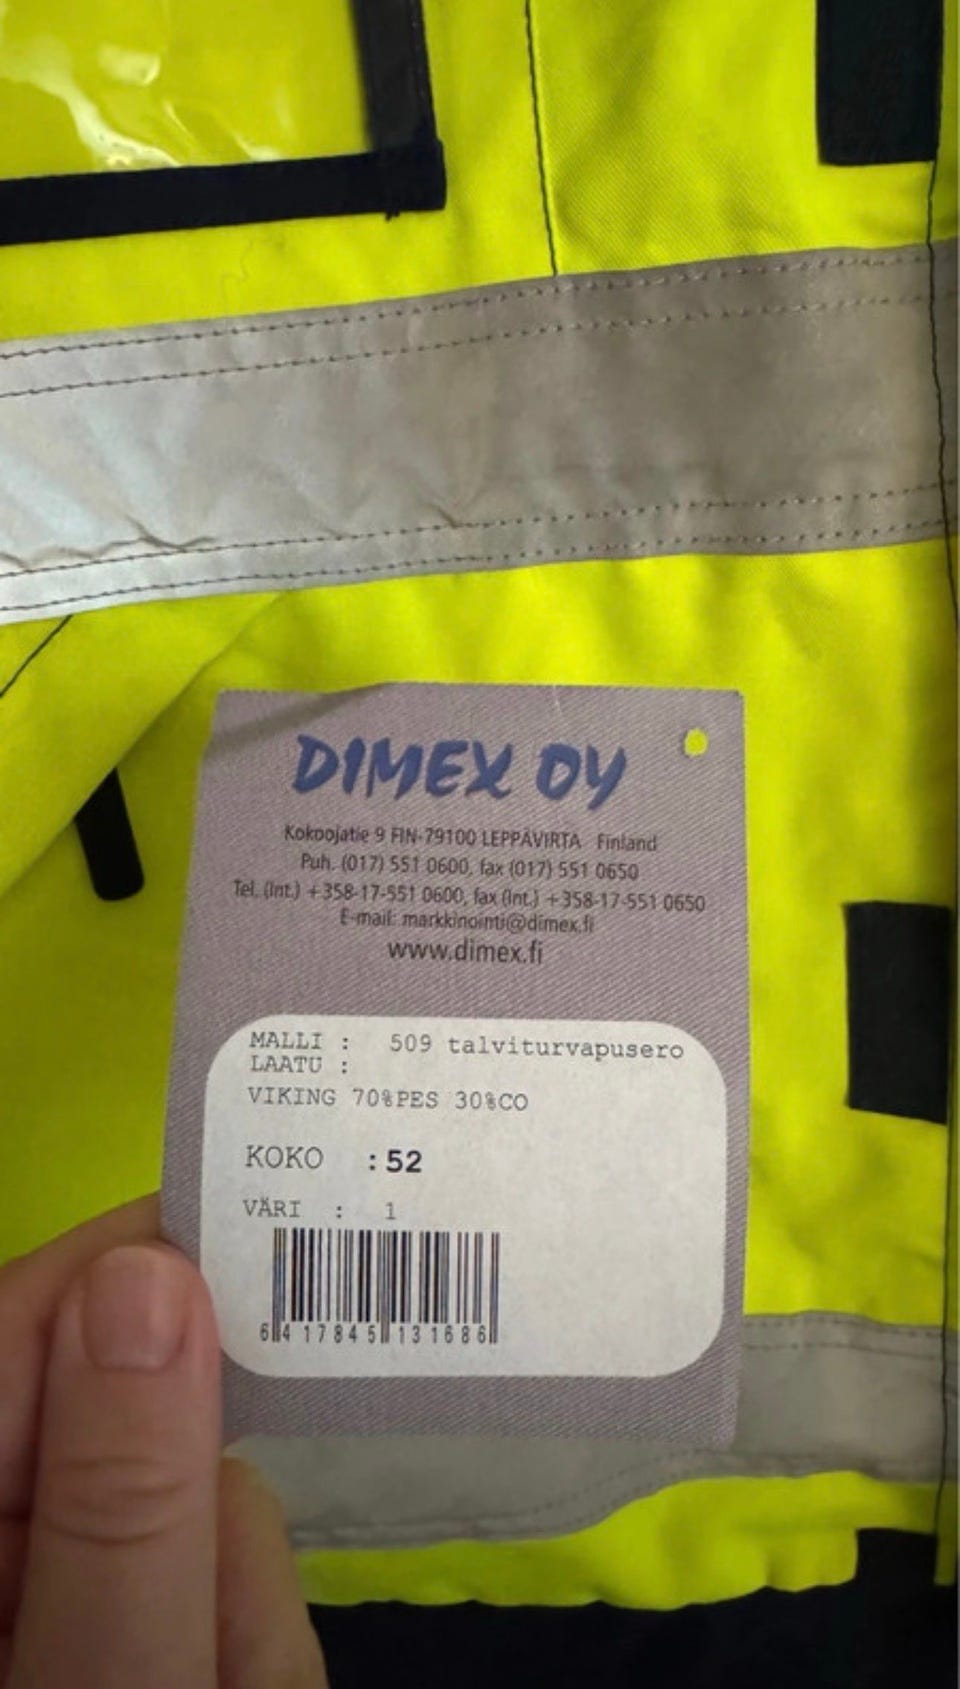 DIMEX OY
Kokoojatie 9 FIN-79100 LEPPÄVIRTA Finland
Puh. (017) 551 0600, fax (017) 551 0650
Tel. (Int.) +358-17-551 0600, fax (Int.) +358-17-551 0650
E-mail: markkinointi@dimex.fi
www.dimex.fi
MALLI : 509 talviturvapusero
LAATU :
VIKING 70%PES 30%CO
KOKO : 52
VÄRI : 1
6 417845 131686